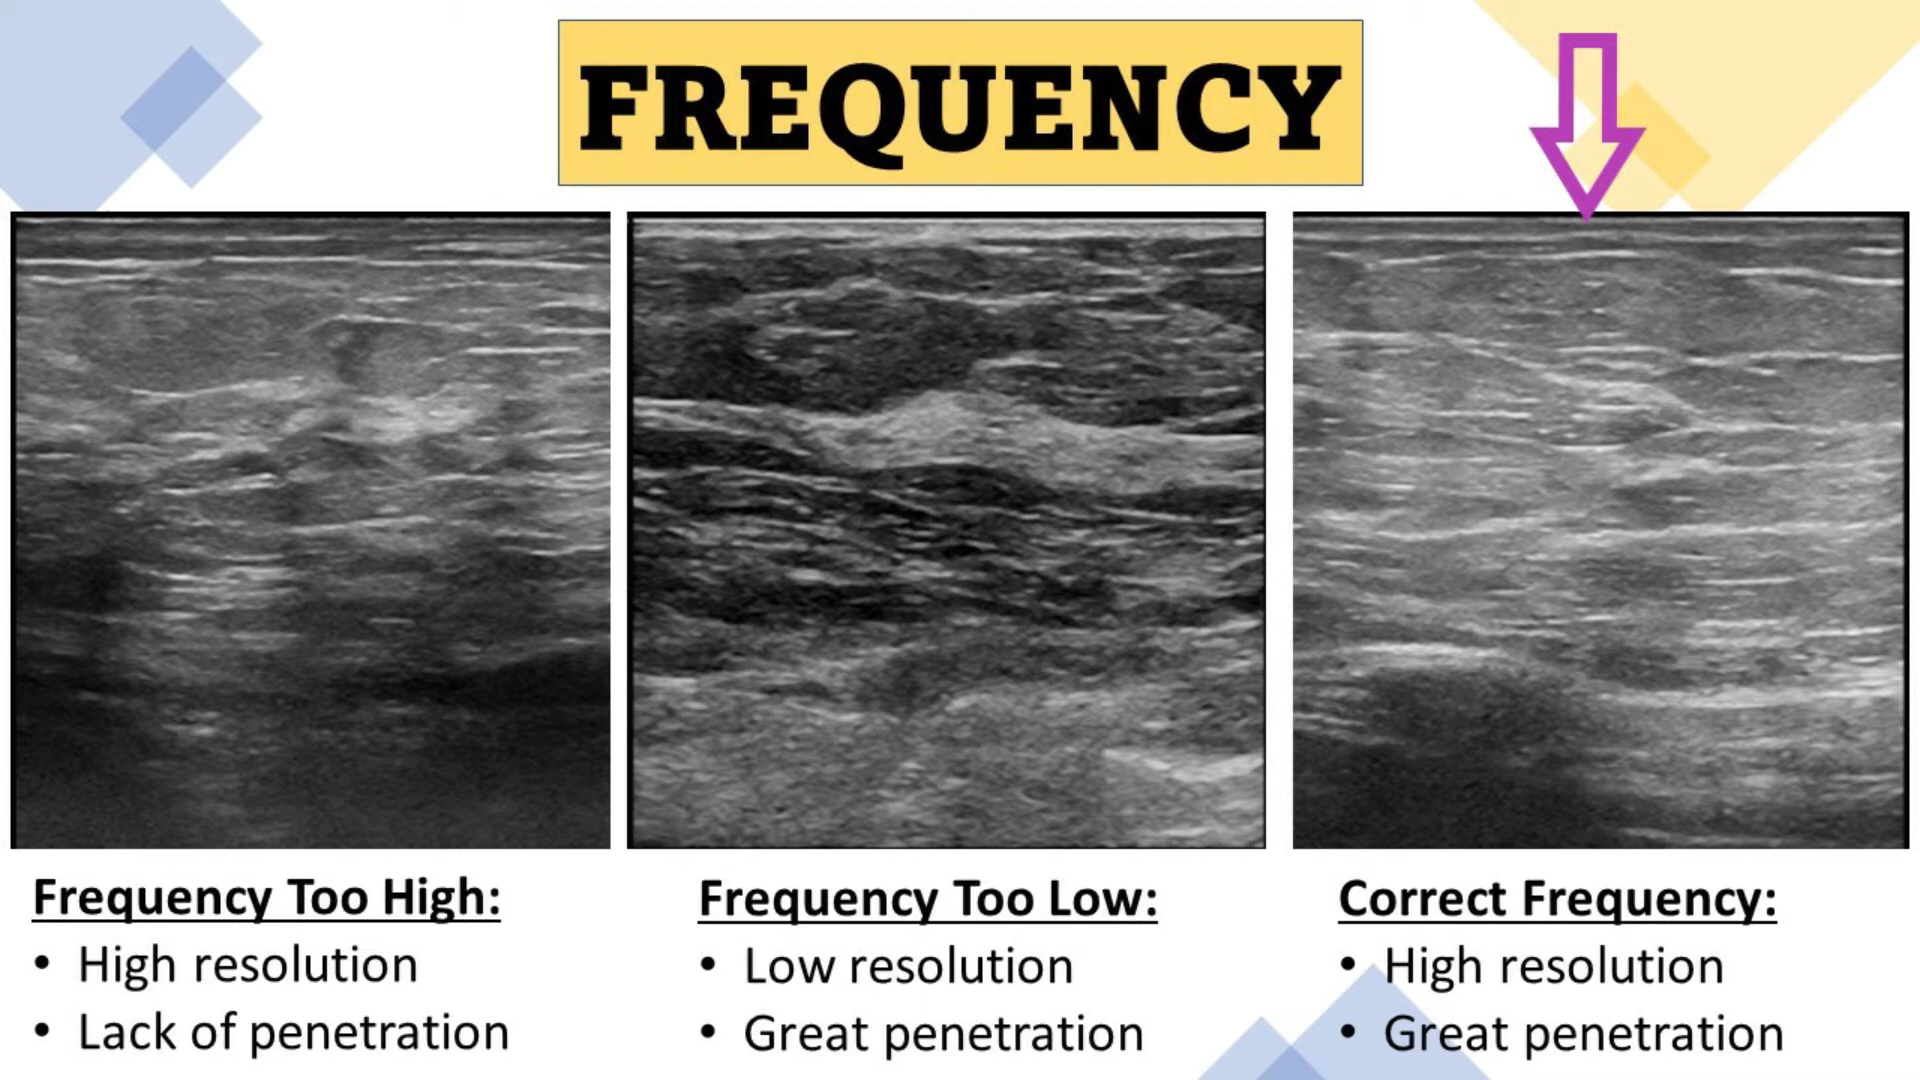 FREQUENCY
Frequency Too High:
• High resolution
• Lack of penetration
Frequency Too Low:
• Low resolution
• Great penetration
Correct Frequency:
• High resolution
• Great penetration